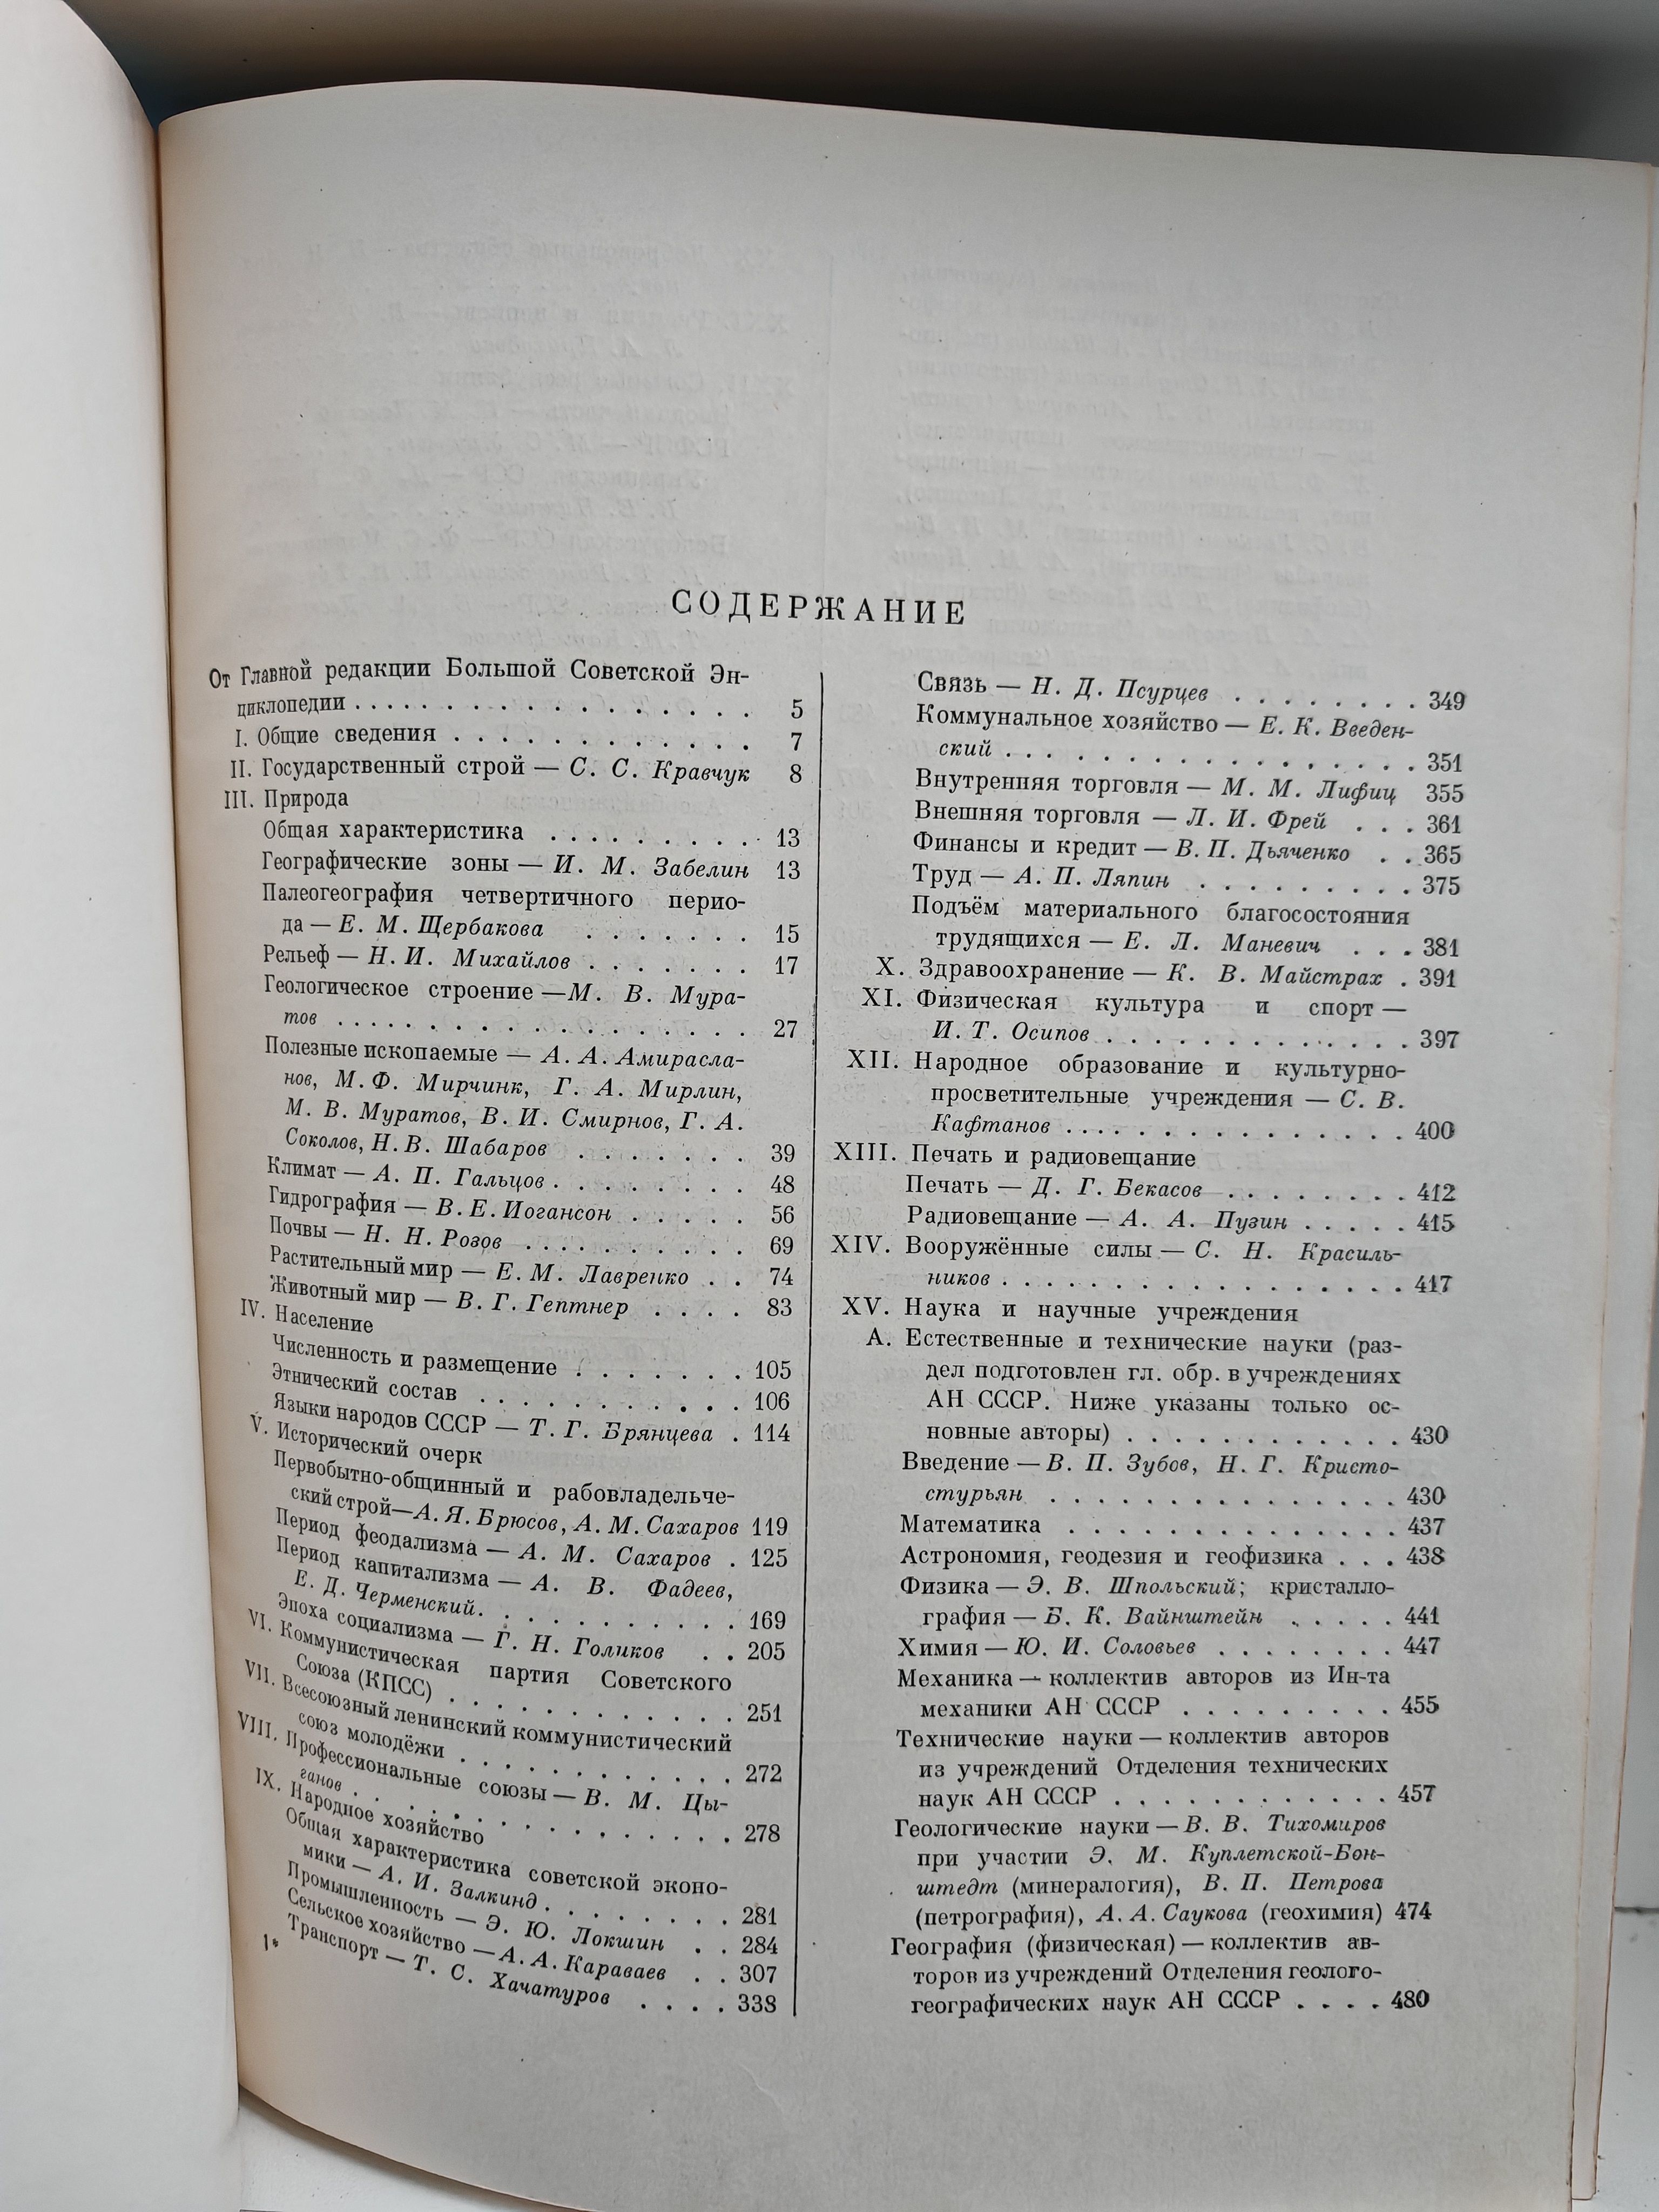 СОДЕРЖАНИЕ
От Главной редакции Большой Советской Эн-
циклопедии . . . . . . . . . . . . . . . . . 5
I. Общие сведения . . . . . . . . . . . . 7
II. Государственный строй — С. С. Кравчук 8
III. Природа
Общая характеристика . . . . . . . . . 13
Географические зоны — И. М. Забелин 13
Палеогеография четвертичного перио-
да — Е. М. Щербакова . . . . . . . 15
Рельеф — Н. И. Михайлов . . . . . . . 17
Геологическое строение — М. В. Мура-
тов . . . . . . . . . . . . . . . . . 27
Полезные ископаемые — А. А. Амирасла-
нов, М. Ф. Мирчинк, Г. А. Мирлин,
М. В. Муратов, В. И. Смирнов, Г. А.
Соколов, Н. В. Шабаров . . . . . . . 39
Климат — А. П. Гальцов . . . . . . . . 48
Гидрография — В. Е. Иогансон . . . . . 56
Почвы — Н. Н. Розов . . . . . . . . . . 69
Растительный мир — Е. М. Лавренко . . 74
Животный мир — В. Г. Гептнер . . . . 83
IV. Население
Численность и размещение . . . . . . . 105
Этнический состав . . . . . . . . . . . 106
Языки народов СССР — Т. Г. Брянцева . 114
V. Исторический очерк
Первобытно-общинный и рабовладельче-
ский строй — А. Я. Брюсов, А. М. Сахаров 119
Период феодализма — А. М. Сахаров . 125
Период капитализма — А. В. Фадеев,
Е. Д. Черменский . . . . . . . . . . . 169
Эпоха социализма — Г. Н. Голиков . . 205
VI. Коммунистическая партия Советского
Союза (КПСС) . . . . . . . . . . . . 251
VII. Всесоюзный ленинский коммунистический
союз молодёжи . . . . . . . . . . . 272
VIII. Профессиональные союзы — В. М. Цы-
ганов . . . . . . . . . . . . . . . 278
IX. Народное хозяйство
Общая характеристика советской эконо-
мики — А. И. Залкинд . . . . . . . . 281
Промышленность — Э. Ю. Локшин . . 284
Сельское хозяйство — А. А. Караваев . . 307
Транспорт — Т. С. Хачатуров . . . . 338
1*
Связь — Н. Д. Псурцев . . . . . . . . 349
Коммунальное хозяйство — Е. К. Введен-
ский . . . . . . . . . . . . . . . . 351
Внутренняя торговля — М. М. Лифиц 355
Внешняя торговля — Л. И. Фрей . . . 361
Финансы и кредит — В. П. Дьяченко . . 365
Труд — А. П. Ляпин . . . . . . . . . 375
Подъём материального благосостояния
трудящихся — Е. Л. Маневич . . . 381
X. Здравоохранение — К. В. Майстрах . 391
XI. Физическая культура и спорт —
И. Т. Осипов . . . . . . . . . . . . . 397
XII. Народное образование и культурно-
просветительные учреждения — С. В.
Кафтанов . . . . . . . . . . . . . . . 400
XIII. Печать и радиовещание
Печать — Д. Г. Бекасов . . . . . . . . 412
Радиовещание — А. А. Пузин . . . . . 415
XIV. Вооружённые силы — С. Н. Красиль-
ников . . . . . . . . . . . . . . . . 417
XV. Наука и научные учреждения
А. Естественные и технические науки (раз-
дел подготовлен гл. обр. в учреждениях
АН СССР. Ниже указаны только ос-
новные авторы) . . . . . . . . . . . . 430
Введение — В. П. Зубов, Н. Г. Кристо-
стурьян . . . . . . . . . . . . . . . 430
Математика . . . . . . . . . . . . . . 437
Астрономия, геодезия и геофизика . . . 438
Физика — Э. В. Шпольский; кристалло-
графия — Б. К. Вайнштейн . . . . . 441
Химия — Ю. И. Соловьев . . . . . . . . 447
Механика — коллектив авторов из Ин-та
механики АН СССР . . . . . . . . . 455
Технические науки — коллектив авторов
из учреждений Отделения технических
наук АН СССР . . . . . . . . . . . . 457
Геологические науки — В. В. Тихомиров
при участии Э. М. Куплетской-Бон-
штедт (минералогия), В. П. Петрова
(петрография), А. А. Саукова (геохимия) 474
География (физическая) — коллектив ав-
торов из учреждений Отделения геолого-
географических наук АН СССР . . . . 480